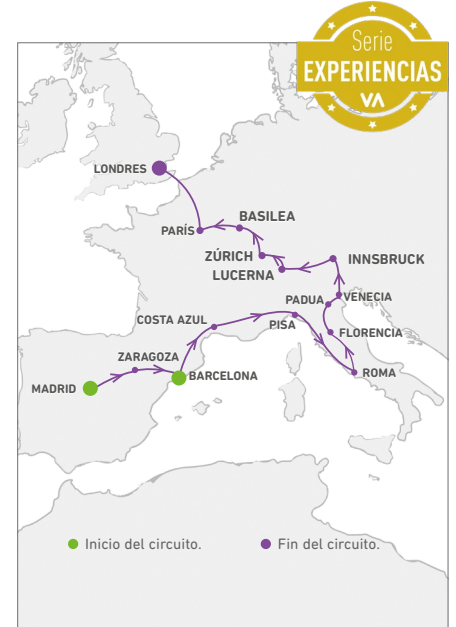 Serie
EXPERIENCIAS
VA
LONDRES
PARÍS
BASILEA
ZÚRICH
LUCERNA
INNSBRUCK
PADUA
VENECIA
COSTA AZUL
PISA
FLORENCIA
ZARAGOZA
MADRID
BARCELONA
ROMA
Inicio del circuito.
Fin del circuito.